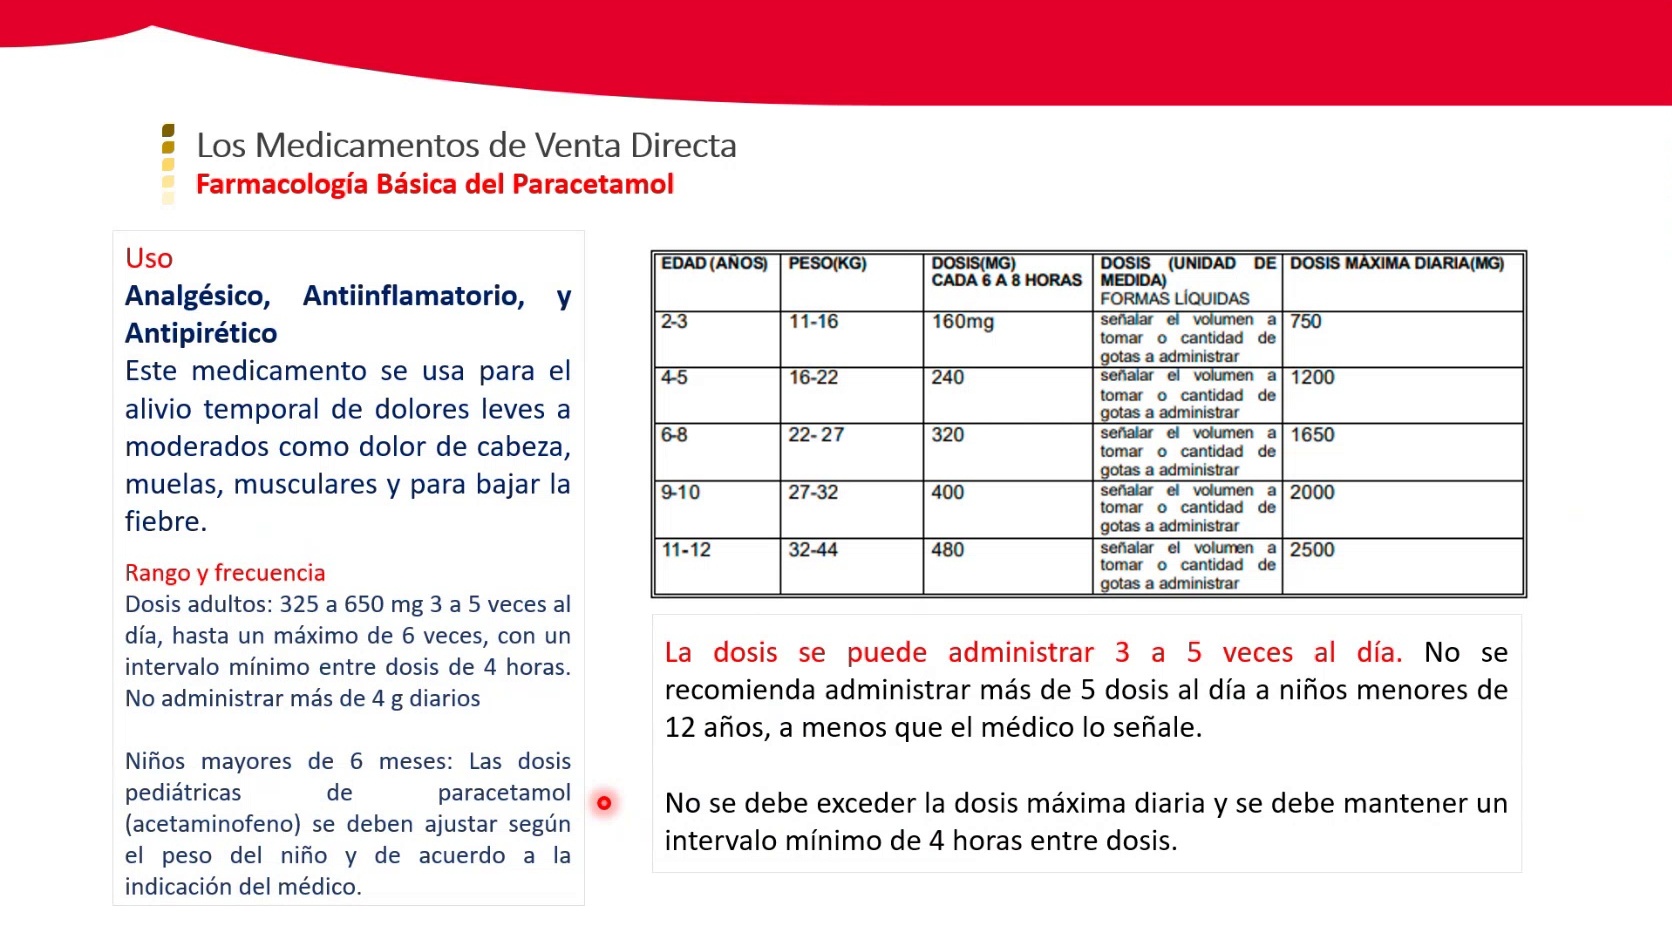 Los Medicamentos de Venta Directa
Farmacología Básica del Paracetamol
Uso
Analgésico, Antiinflamatorio, y
Antipirético
Este medicamento se usa para el
alivio temporal de dolores leves a
moderados como dolor de cabeza,
muelas, musculares y para bajar la
fiebre.
Rango y frecuencia
Dosis adultos: 325 a 650 mg 3 a 5 veces al
día, hasta un máximo de 6 veces, con un
intervalo mínimo entre dosis de 4 horas.
No administrar más de 4 g diarios
Niños mayores de 6 meses: Las dosis
pediátricas de paracetamol
(acetaminofeno) se deben ajustar según
el peso del niño y de acuerdo a la
indicación del médico.
EDAD (AÑOS) PESO(KG) DOSIS(MG) DOSIS (UNIDAD DE DOSIS MÁXIMA DIARIA(MG)
CADA 6 A 8 HORAS MEDIDA)
FORMAS LÍQUIDAS
2-3 11-16 160mg señalar el volumen a 750
tomar o cantidad de
gotas a administrar
4-5 16-22 240 señalar el volumen a 1200
tomar o cantidad de
gotas a administrar
6-8 22- 27 320 señalar el volumen a 1650
tomar o cantidad de
gotas a administrar
9-10 27-32 400 señalar el volumen a 2000
tomar o cantidad de
gotas a administrar
11-12 32-44 480 señalar el volumen a 2500
tomar o cantidad de
gotas a administrar
La dosis se puede administrar 3 a 5 veces al día. No se
recomienda administrar más de 5 dosis al día a niños menores de
12 años, a menos que el médico lo señale.
No se debe exceder la dosis máxima diaria y se debe mantener un
intervalo mínimo de 4 horas entre dosis.